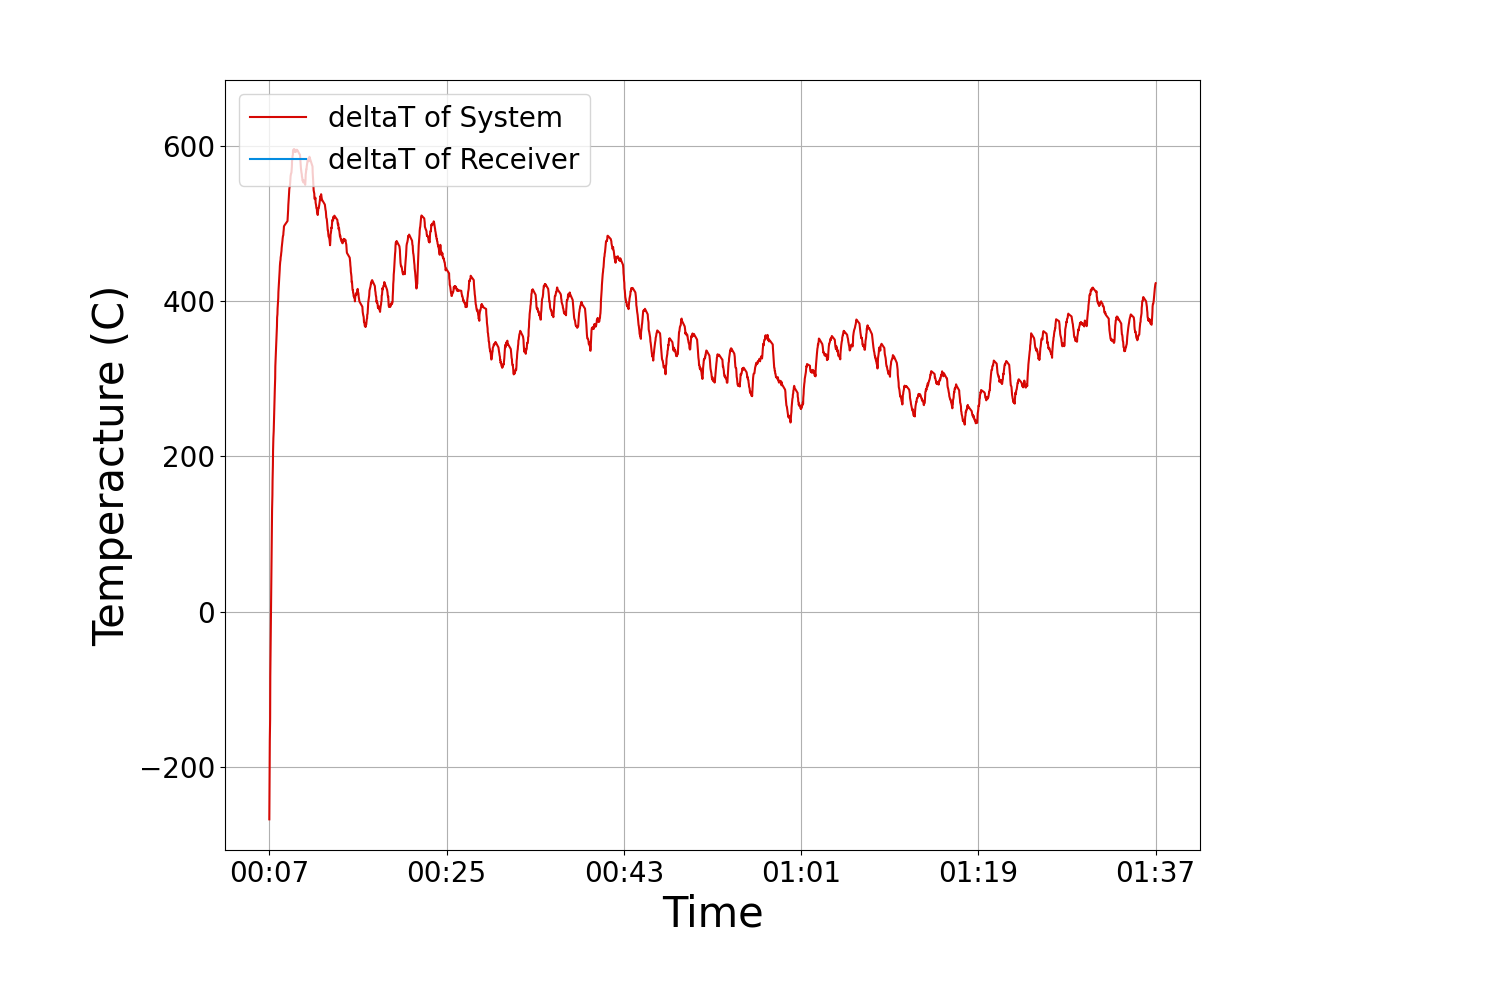 deltaT of System
deltaT of Receiver
600
400
200
0
−200
Temperacture (C)
00:07 00:25 00:43 01:01 01:19 01:37
Time